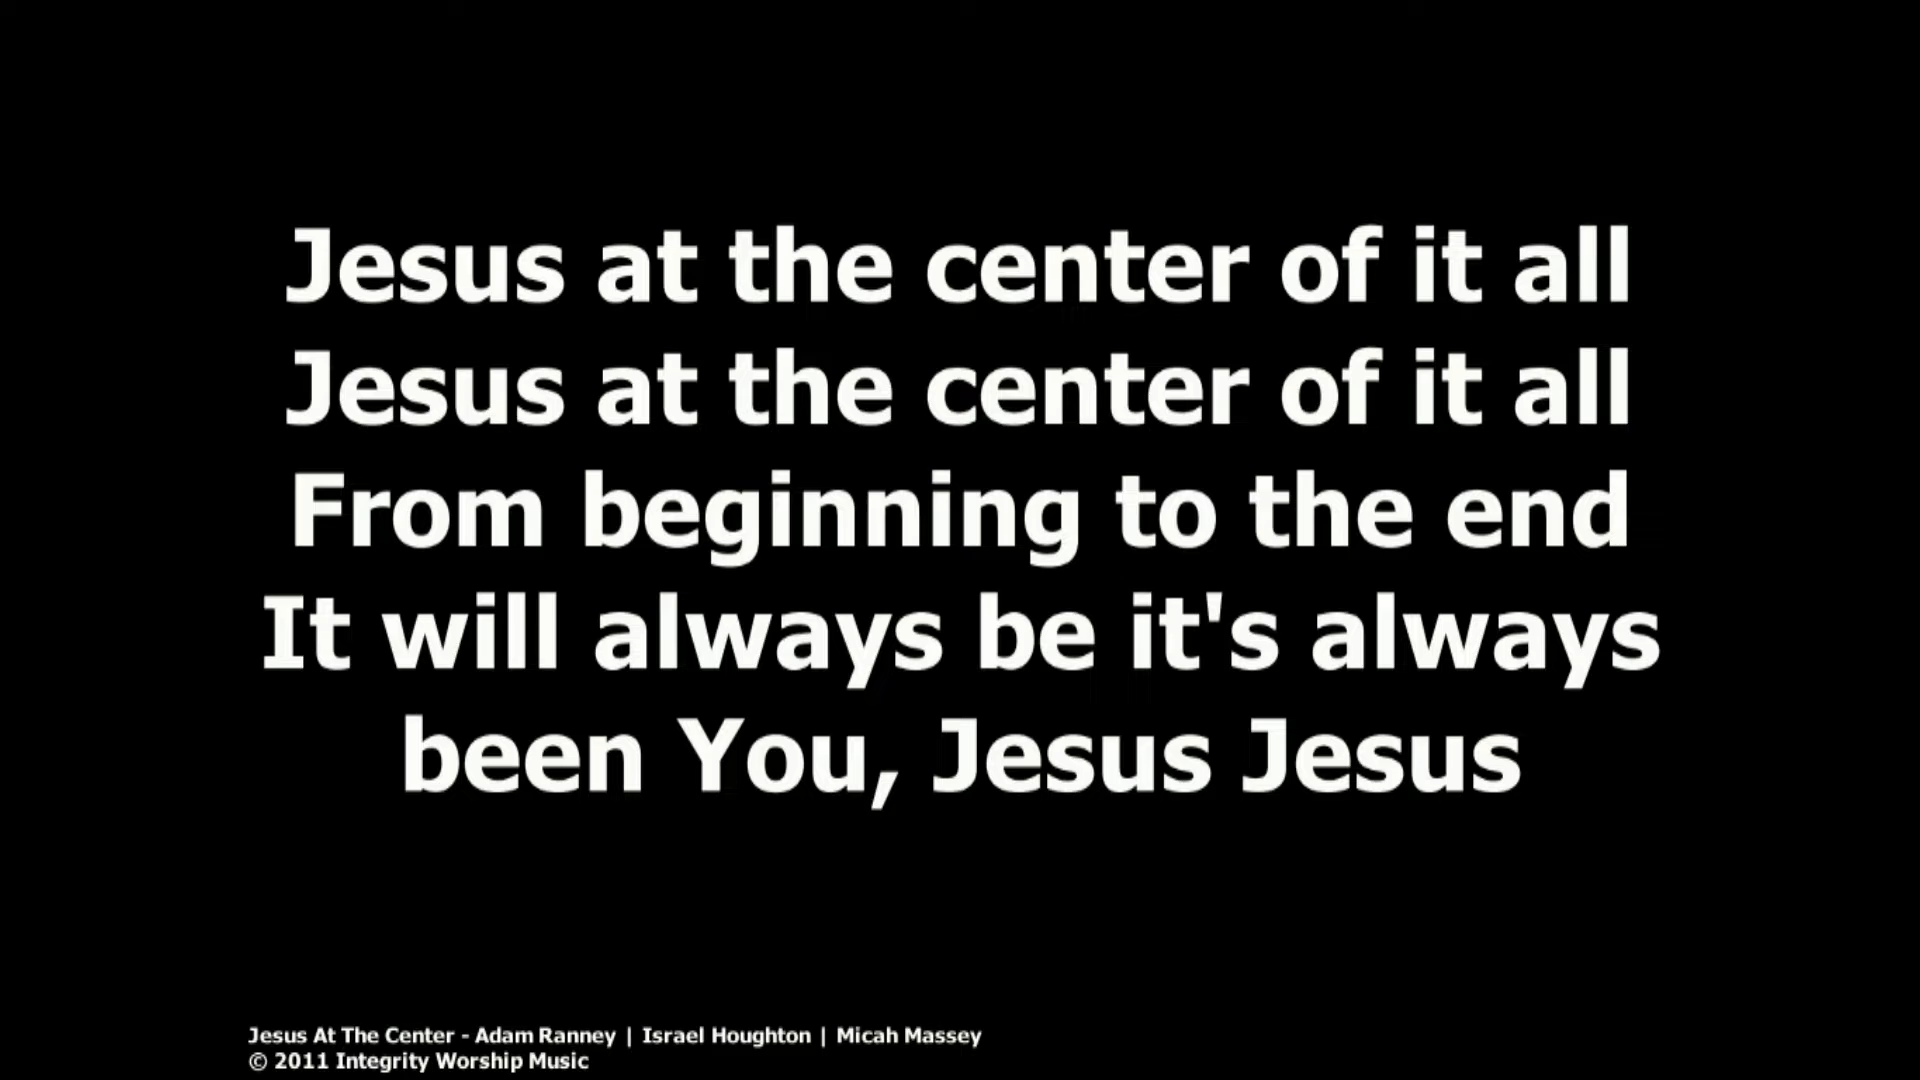 Jesus at the center of it all
Jesus at the center of it all
From beginning to the end
It will always be it's always
been You, Jesus Jesus
Jesus At The Center - Adam Ranney | Israel Houghton | Micah Massey
© 2011 Integrity Worship Music